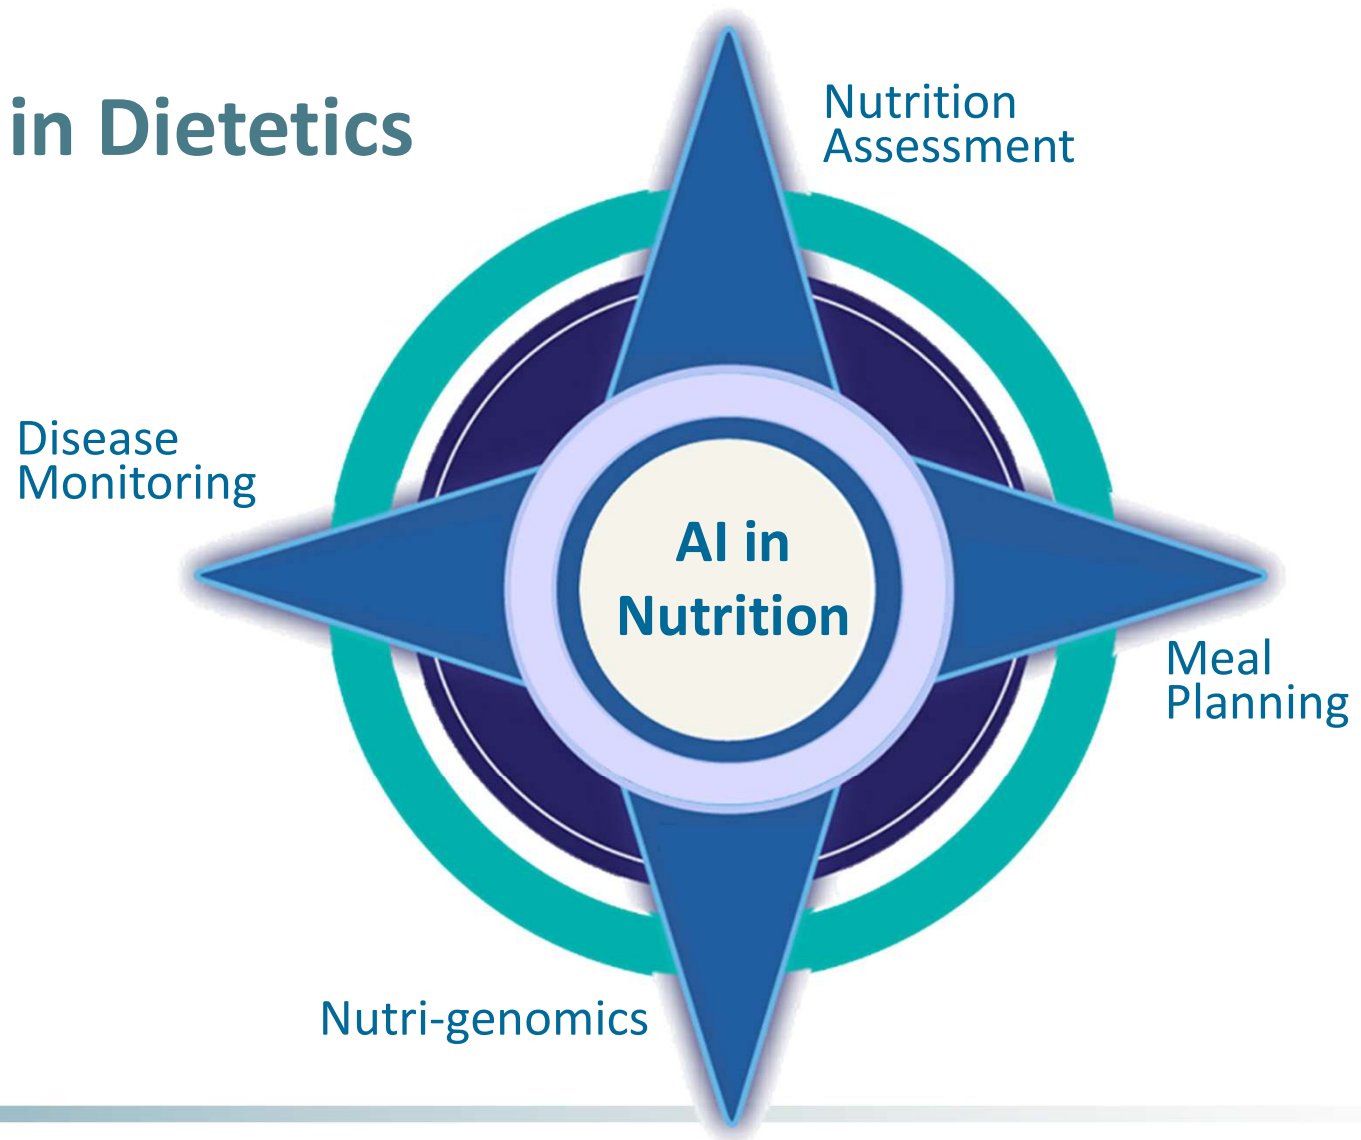 in Dietetics
Nutrition
Assessment
Disease
Monitoring
AI in
Nutrition
Meal
Planning
Nutri-genomics